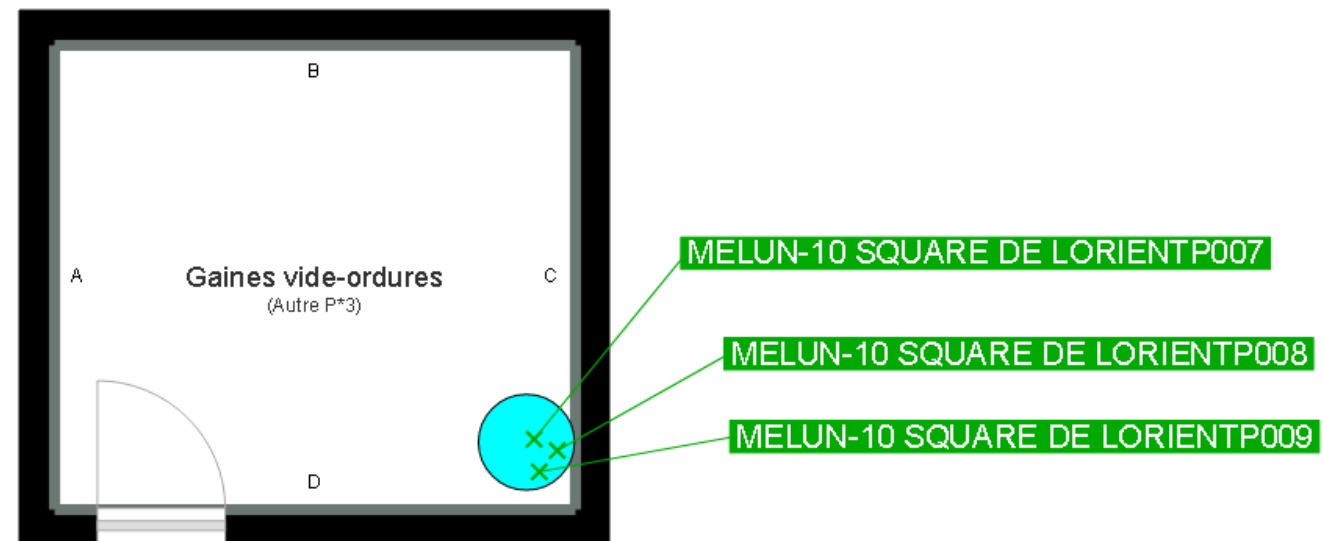 B
MELUN-10 SQUARE DE LORIENTP007
A
Gaines vide-ordures
C
(Autre P*3)
MELUN-10 SQUARE DE LORIENTP008
MELUN-10 SQUARE DE LORIENTP009
D